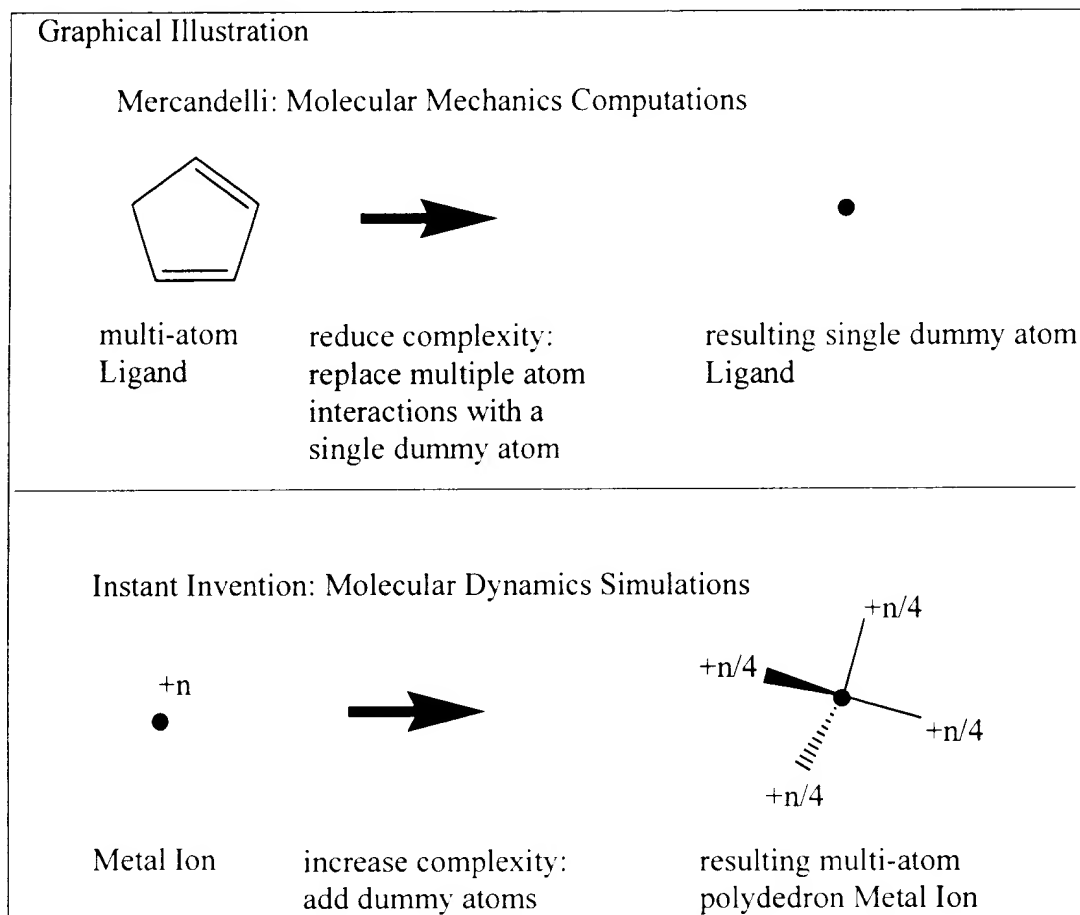 Graphical Illustration
Mercandelli: Molecular Mechanics Computations
multi-atom
Ligand
reduce complexity:
replace multiple atom
interactions with a
single dummy atom
resulting single dummy atom
Ligand
Instant Invention: Molecular Dynamics Simulations
+n
+n/4
+n/4
+n/4
+n/4
Metal Ion
increase complexity:
add dummy atoms
resulting multi-atom
polydedron Metal Ion